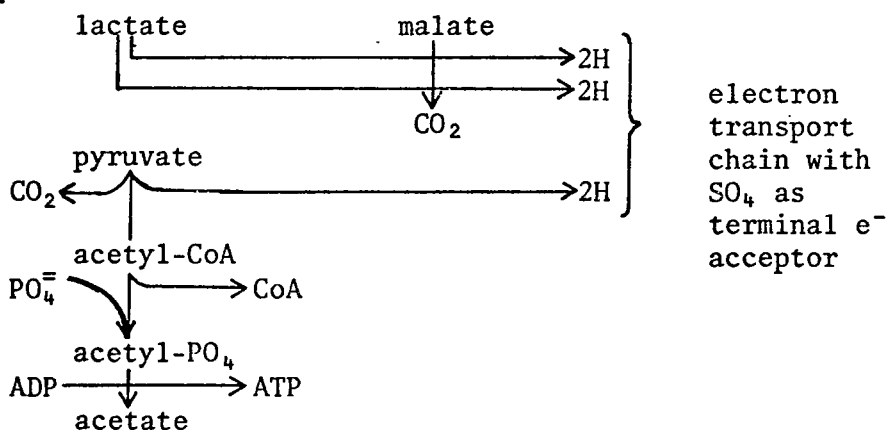 lactate malate
2H
2H
CO₂
pyruvate
CO₂ 2H
acetyl-CoA
PO₄⁼ CoA
acetyl-PO₄
ADP ATP
acetate
electron
transport
chain with
SO₄ as
terminal e⁻
acceptor